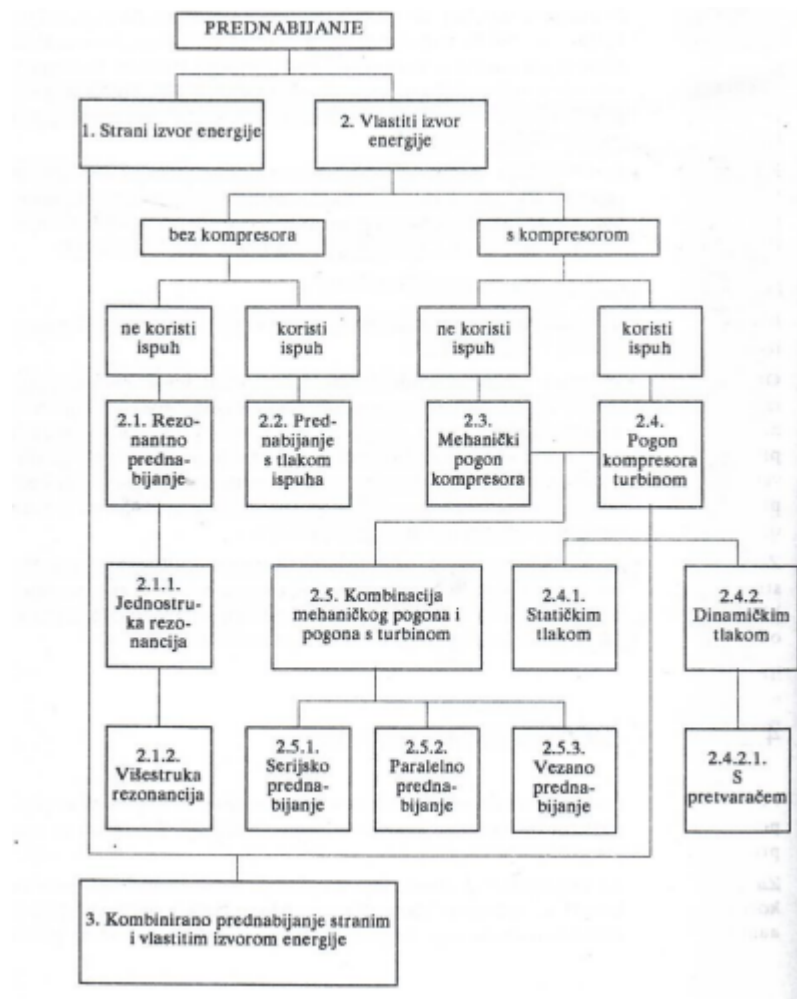 PREDNABIJANJE
1. Strani izvor energije
2. Vlastiti izvor
energije
bez kompresora
s kompresorom
ne koristi
ispuh
koristi
ispuh
ne koristi
ispuh
koristi
ispuh
2.1. Rezo-
nantno
predna-
bijanje
2.2. Pred-
nabijanje
s tlakom
ispuha
2.3.
Mehanički
pogon
kompresora
2.4.
Pogon
kompresora
turbinom
2.1.1.
Jednostru-
ka rezo-
nancija
2.5. Kombinacija
mehaničkog pogona i
pogona s turbinom
2.4.1.
Statičkim
tlakom
2.4.2.
Dinamičkim
tlakom
2.1.2.
Višestruka
rezonancija
2.5.1.
Serijsko
predna-
bijanje
2.5.2.
Paralelno
predna-
bijanje
2.5.3.
Vezano
predna-
bijanje
2.4.2.1.
S
pretvaračem
3. Kombinirano prednabijanje stranim
i vlastitim izvorom energije